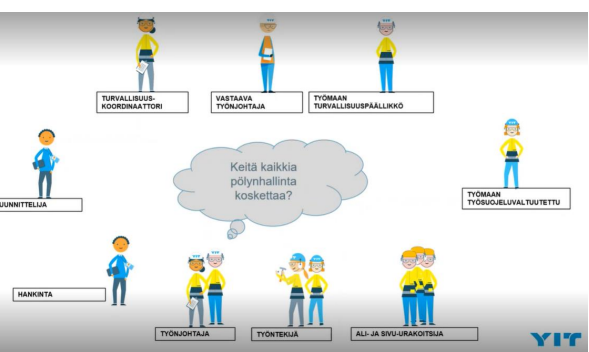 TURVALLISUUS-
KOORDINAATTORI
VASTAAVA
TYÖNJOHTAJA
TYÖMAAN
TURVALLISUUSPÄÄLLIKKÖ
Keitä kaikkia
pölynhallinta
koskettaa?
UUNNITTELIJA
TYÖMAAN
TYÖSUOJELUVALTUUTETTU
HANKINTA
TYÖNJOHTAJA
TYÖNTEKIJÄ
ALI- JA SIVU-URAKOITSIJA
YIT